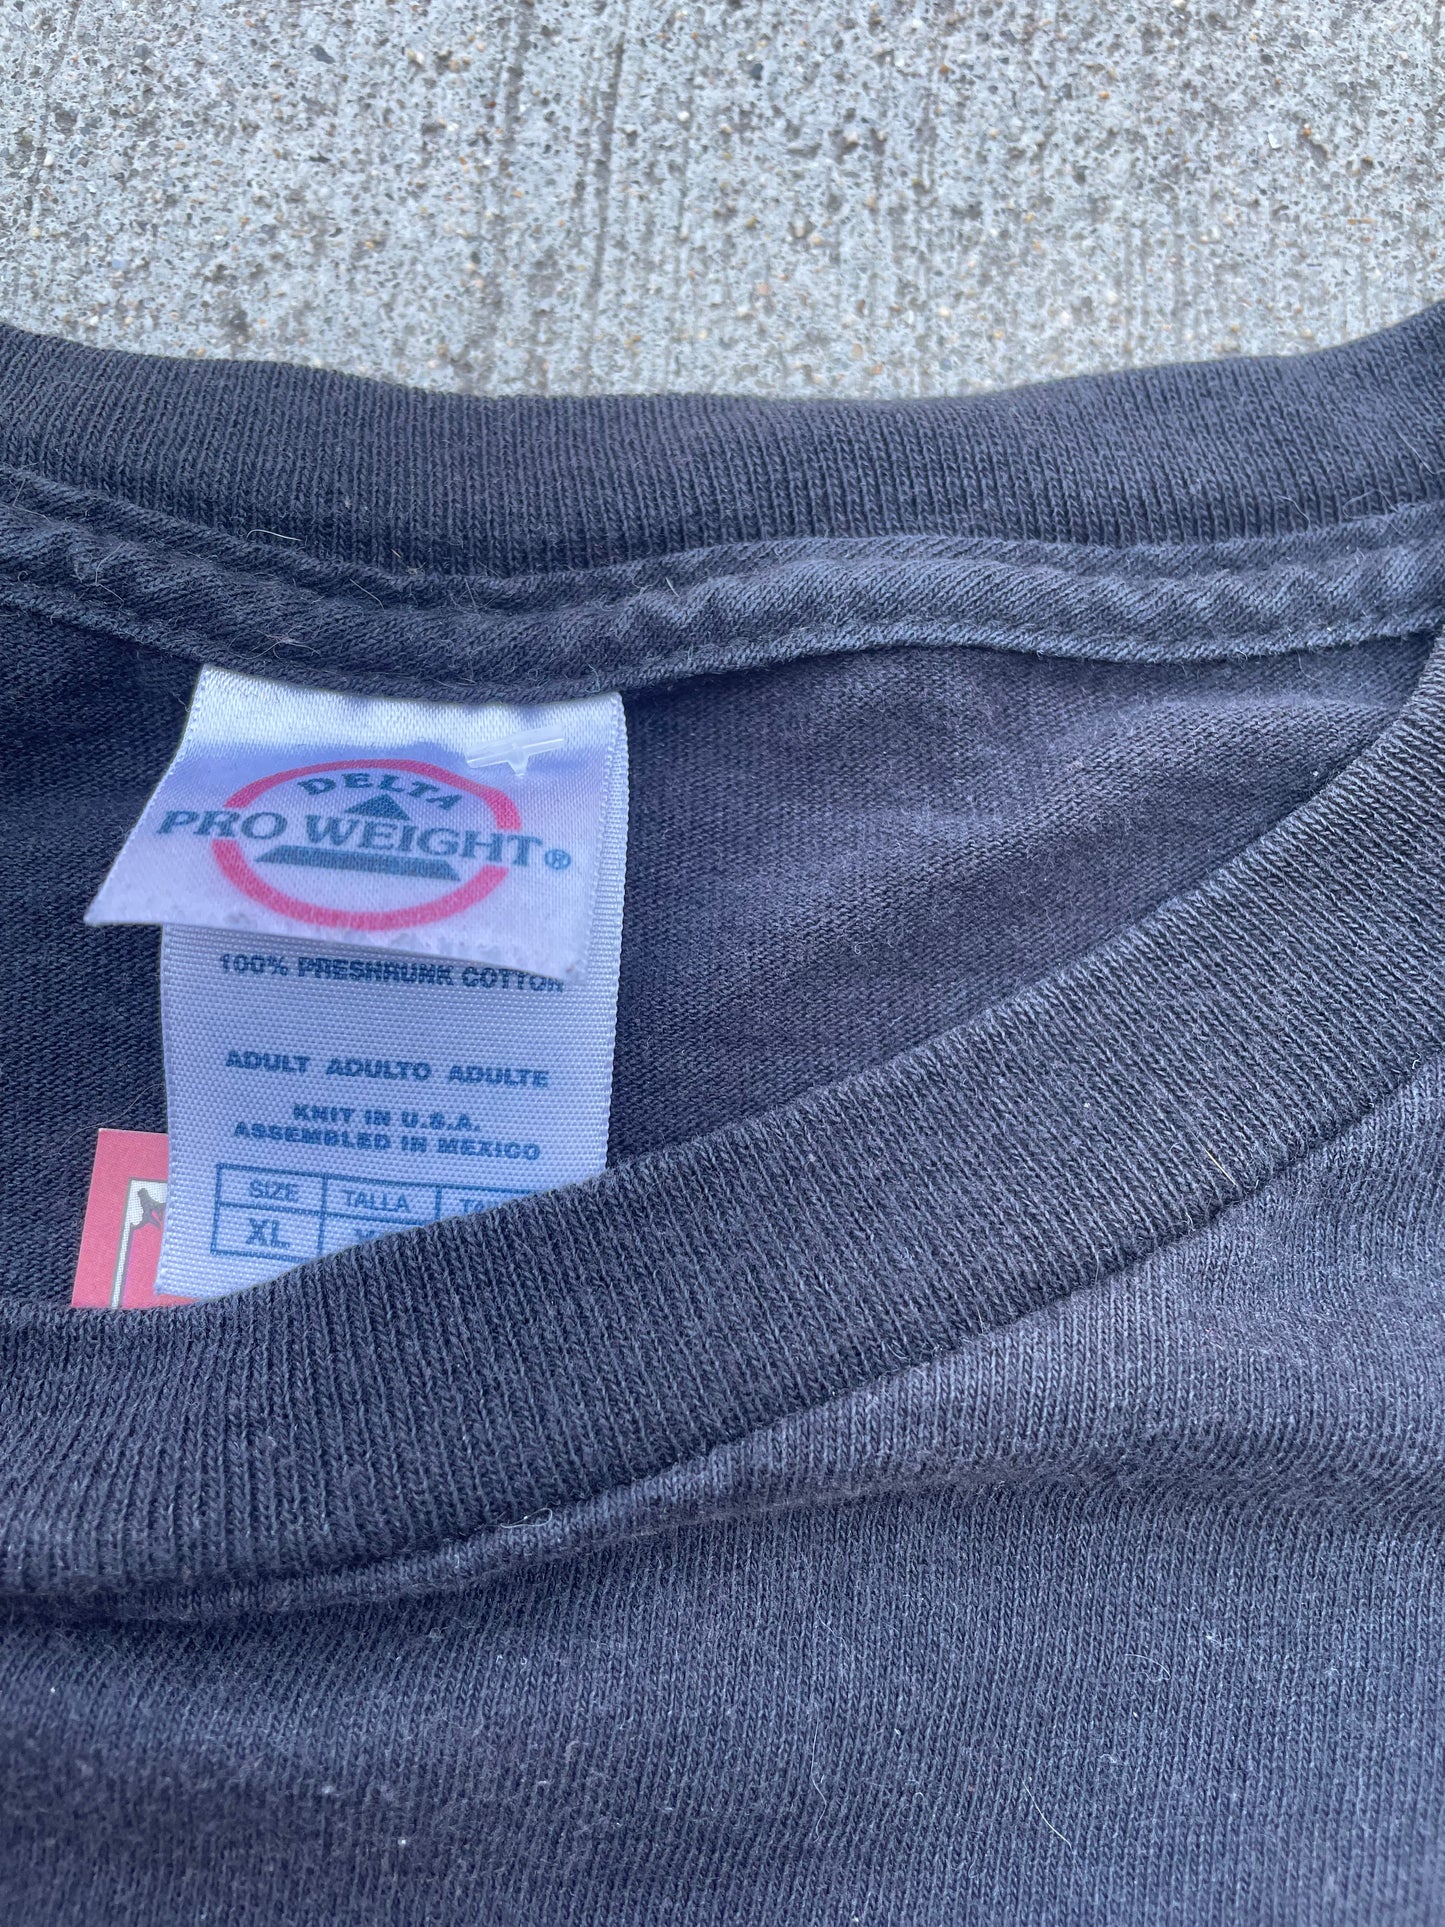 DELTA
PRO WEIGHT®
100% PRESHRUNK COTTON
ADULT ADULTO ADULTE
KNIT IN U.S.A.
ASSEMBLED IN MEXICO
SIZE TALLA
XL